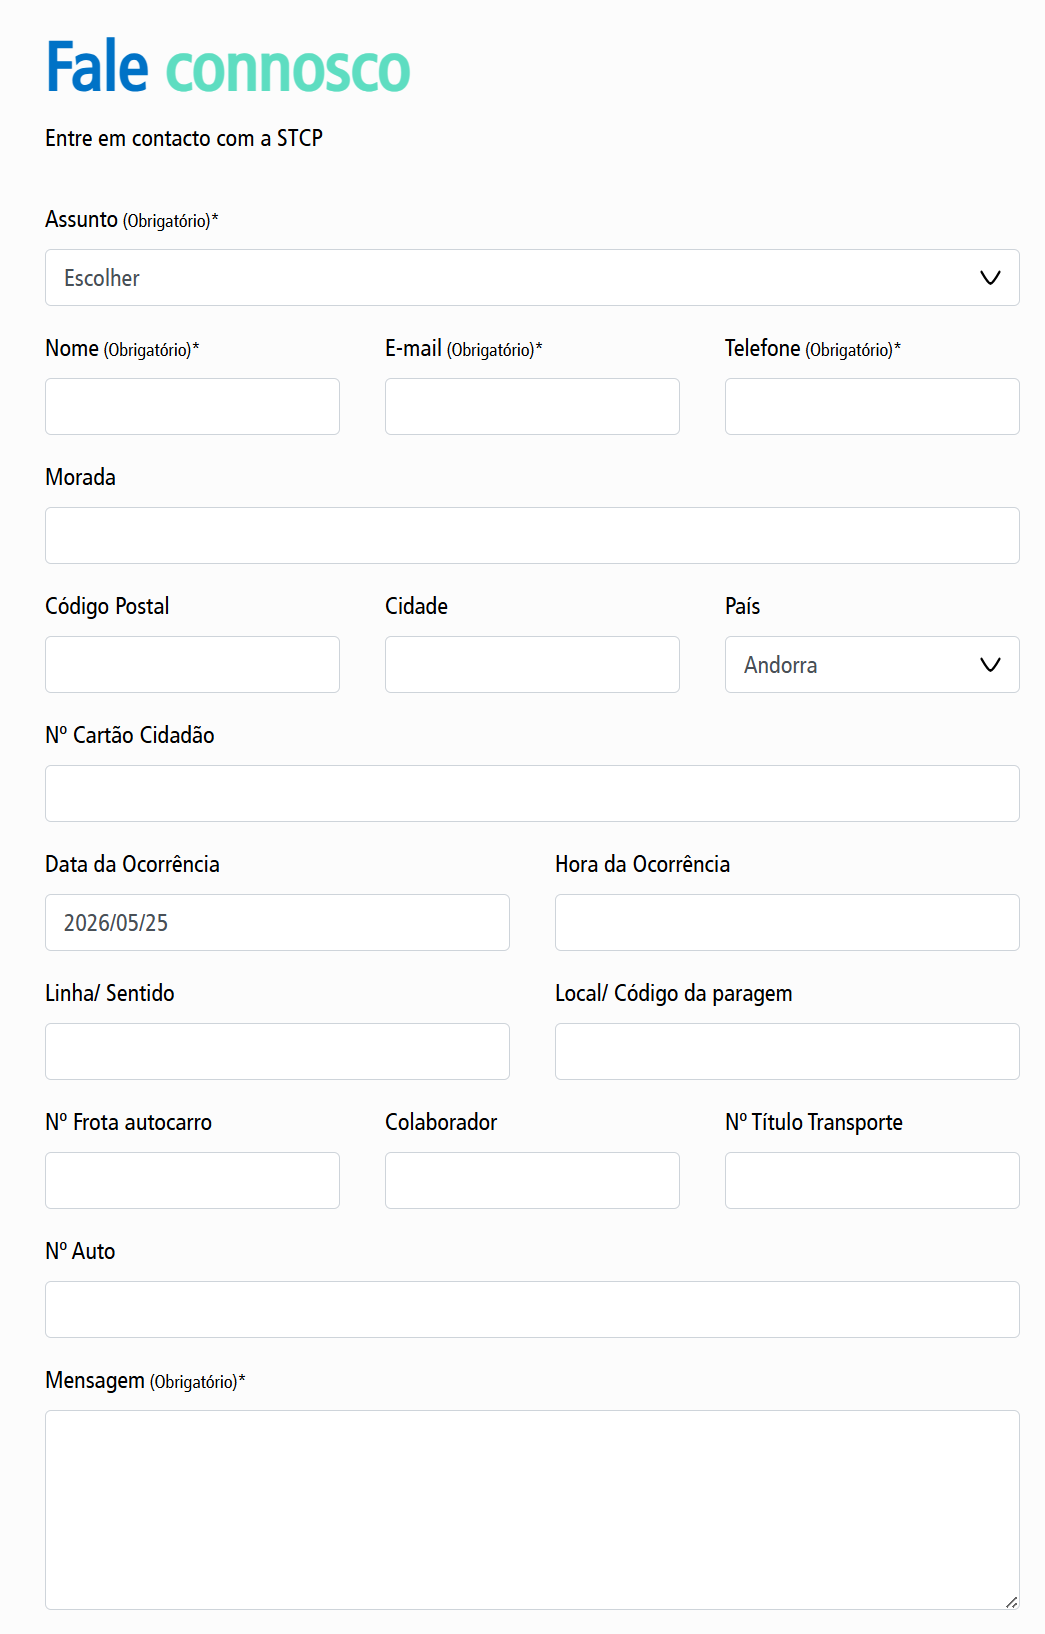 Fale connosco
Entre em contacto com a STCP
Assunto (Obrigatório)*
Escolher
Nome (Obrigatório)* E-mail (Obrigatório)* Telefone (Obrigatório)*
Morada
Código Postal Cidade País
Andorra
Nº Cartão Cidadão
Data da Ocorrência Hora da Ocorrência
2026/05/25
Linha/ Sentido Local/ Código da paragem
Nº Frota autocarro Colaborador Nº Título Transporte
Nº Auto
Mensagem (Obrigatório)*